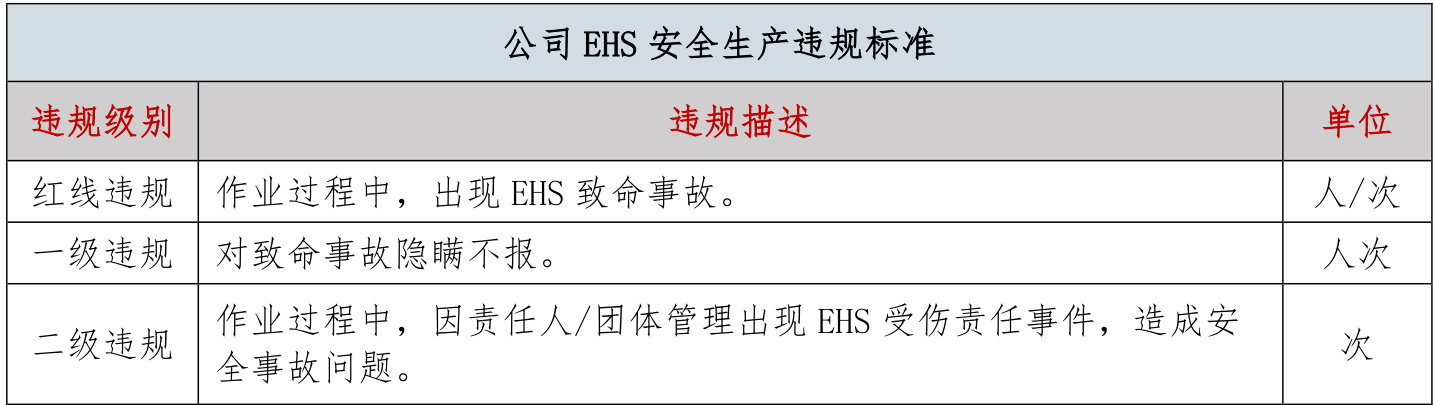 公司 EHS 安全生产违规标准
违规级别 违规描述 单位
红线违规 作业过程中，出现 EHS 致命事故。 人/次
一级违规 对致命事故隐瞒不报。 人次
二级违规 作业过程中，因责任人/团体管理出现 EHS 受伤责任事件，造成安
全事故问题。 次